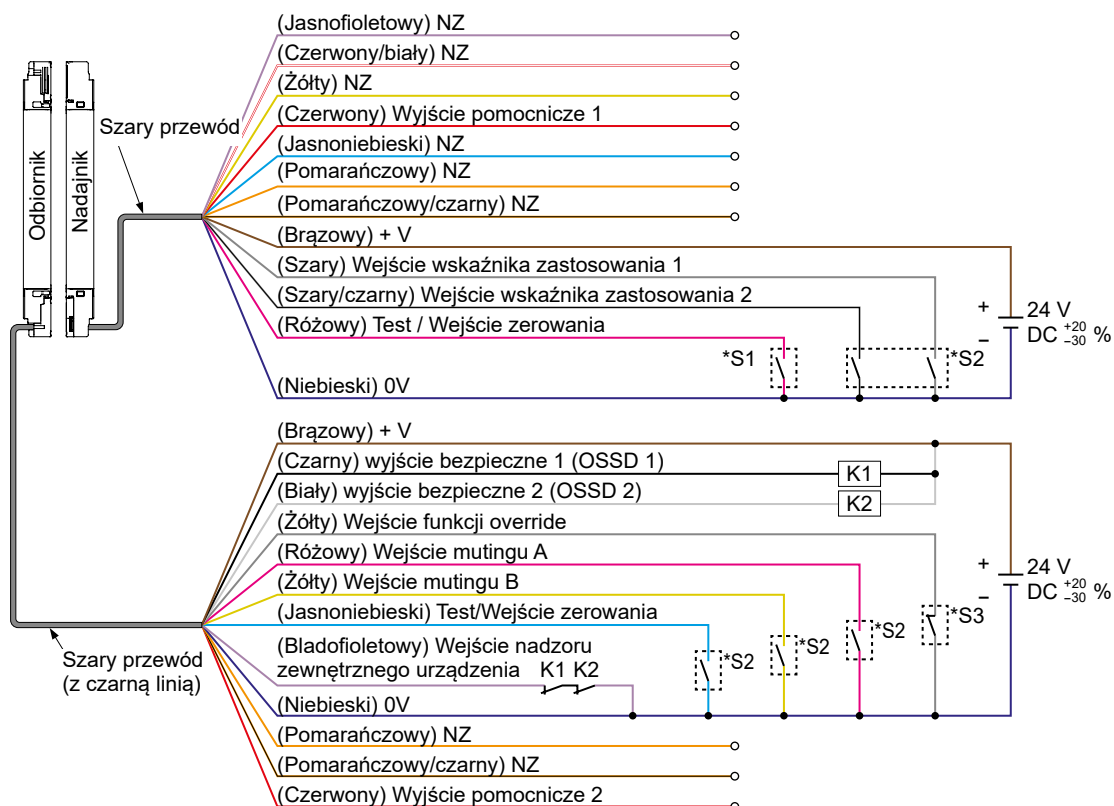 (Jasnofioletowy) NZ
(Czerwony/biały) NZ
(Żółty) NZ
(Czerwony) Wyjście pomocnicze 1
(Jasnoniebieski) NZ
(Pomarańczowy) NZ
(Pomarańczowy/czarny) NZ
(Brązowy) + V
(Szary) Wejście wskaźnika zastosowania 1
(Szary/czarny) Wejście wskaźnika zastosowania 2
(Różowy) Test / Wejście zerowania
(Niebieski) 0V
Szary przewód
Odbiornik
Nadajnik
*S1
*S2
+
−
24 V
DC +20 −30 %
(Brązowy) + V
(Czarny) wyjście bezpieczne 1 (OSSD 1)
(Biały) wyjście bezpieczne 2 (OSSD 2)
(Żółty) Wejście funkcji override
(Różowy) Wejście mutingu A
(Żółty) Wejście mutingu B
(Jasnoniebieski) Test/Wejście zerowania
(Bladofioletowy) Wejście nadzoru
zewnętrznego urządzenia
K1 K2
(Niebieski) 0V
(Pomarańczowy) NZ
(Pomarańczowy/czarny) NZ
(Czerwony) Wyjście pomocnicze 2
Szary przewód
(z czarną linią)
K1
K2
*S2
*S2
*S2
*S3
+
−
24 V
DC +20 −30 %